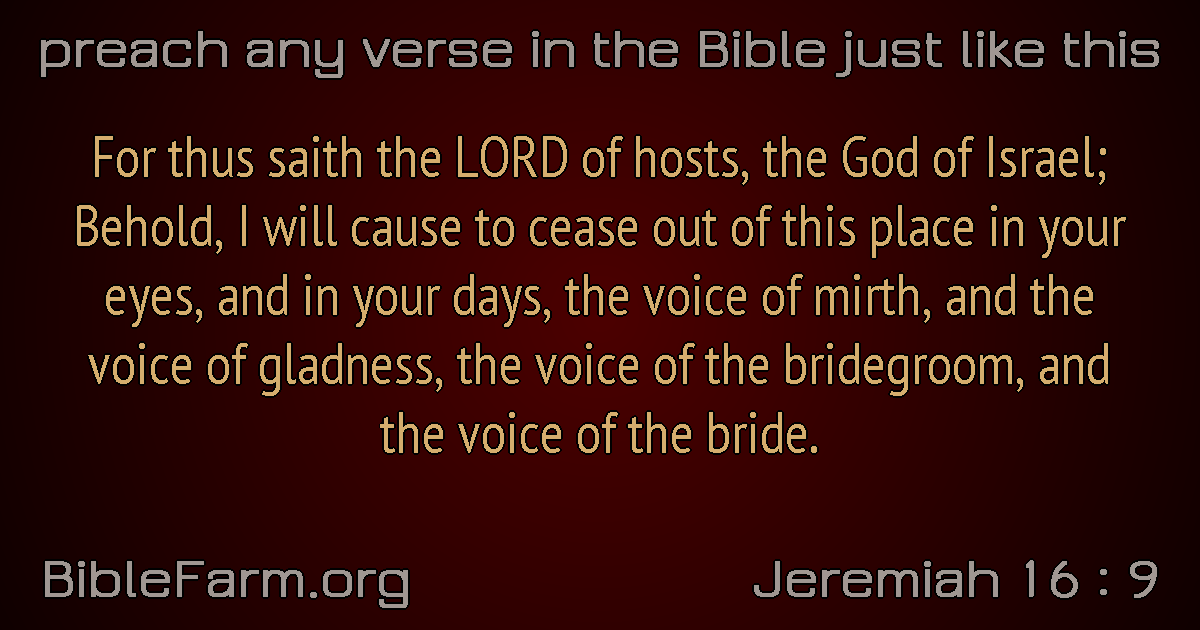 preach any verse in the Bible just like this
For thus saith the LORD of hosts, the God of Israel;
Behold, I will cause to cease out of this place in your
eyes, and in your days, the voice of mirth, and the
voice of gladness, the voice of the bridegroom, and
the voice of the bride.
BibleFarm.org
Jeremiah 16 : 9